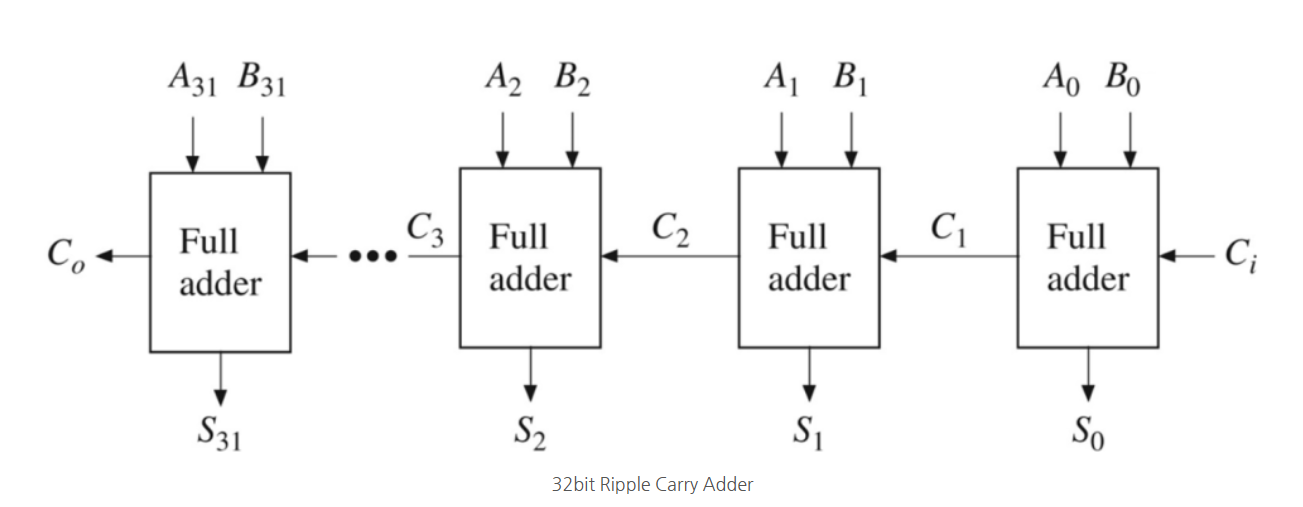 A₃₁ B₃₁ A₂ B₂ A₁ B₁ A₀ B₀
Cₒ Full adder ••• C₃ Full adder C₂ Full adder C₁ Full adder Cᵢ
S₃₁ S₂ S₁ S₀
32bit Ripple Carry Adder